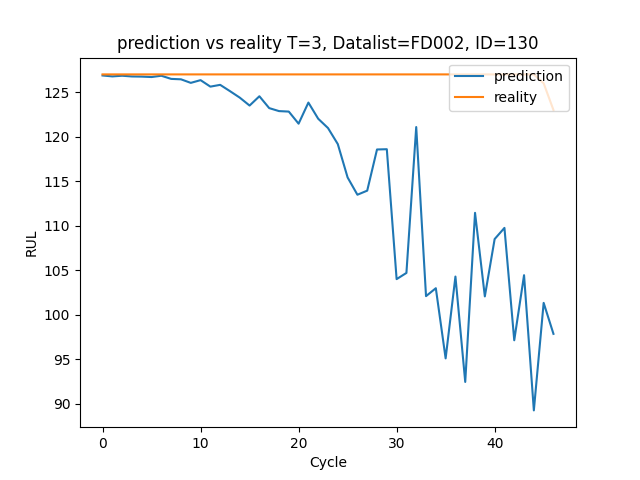 prediction vs reality T=3, Datalist=FD002, ID=130
prediction
reality
125
120
115
110
105
100
95
90
RUL
0 10 20 30 40
Cycle